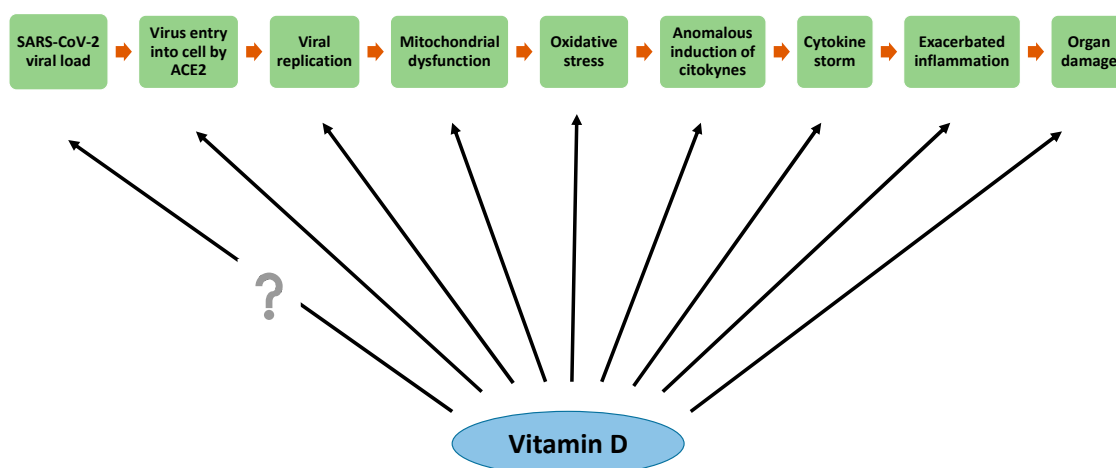 SARS-CoV-2
viral load
Virus entry
into cell by
ACE2
Viral
replication
Mitochondrial
dysfunction
Oxidative
stress
Anomalous
induction of
citokynes
Cytokine
storm
Exacerbated
inflammation
Organ
damage
?
Vitamin D